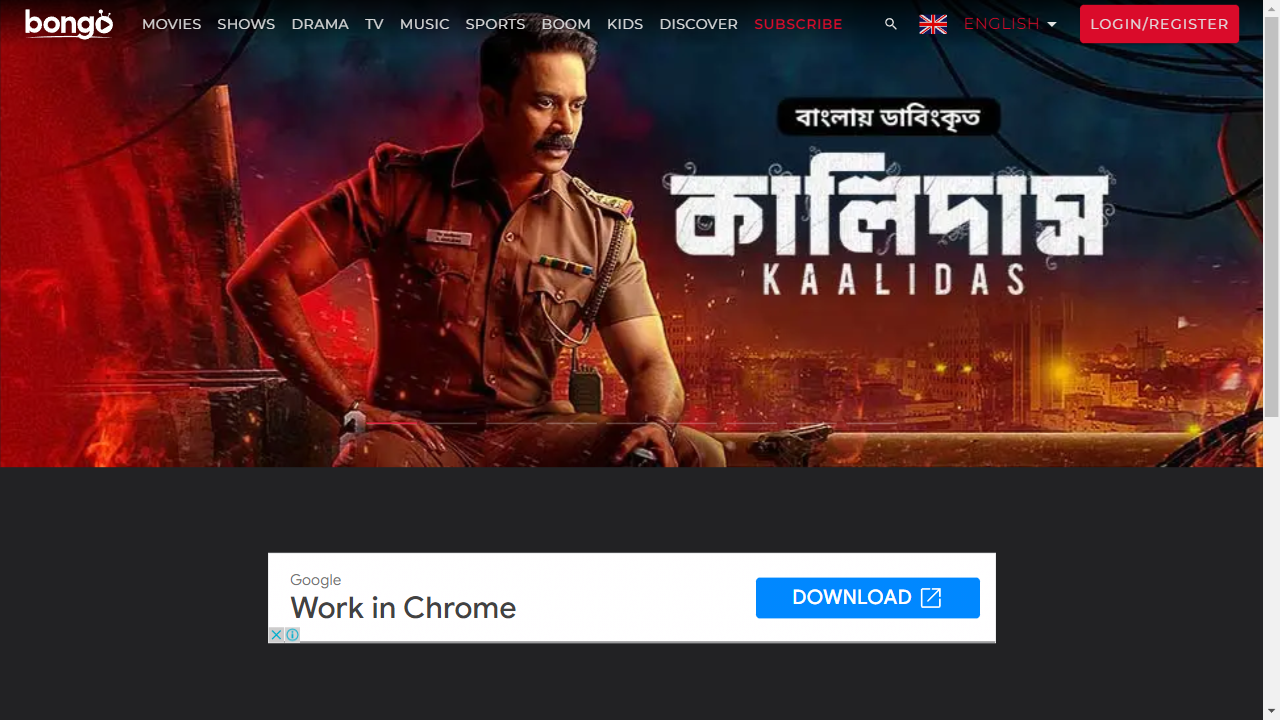 bongo MOVIES SHOWS DRAMA TV MUSIC SPORTS BOOM KIDS DISCOVER SUBSCRIBE ENGLISH LOGIN/REGISTER
বাংলায় ডাবিংকৃত
কালিদাস
KAALIDAS
Google
Work in Chrome
DOWNLOAD